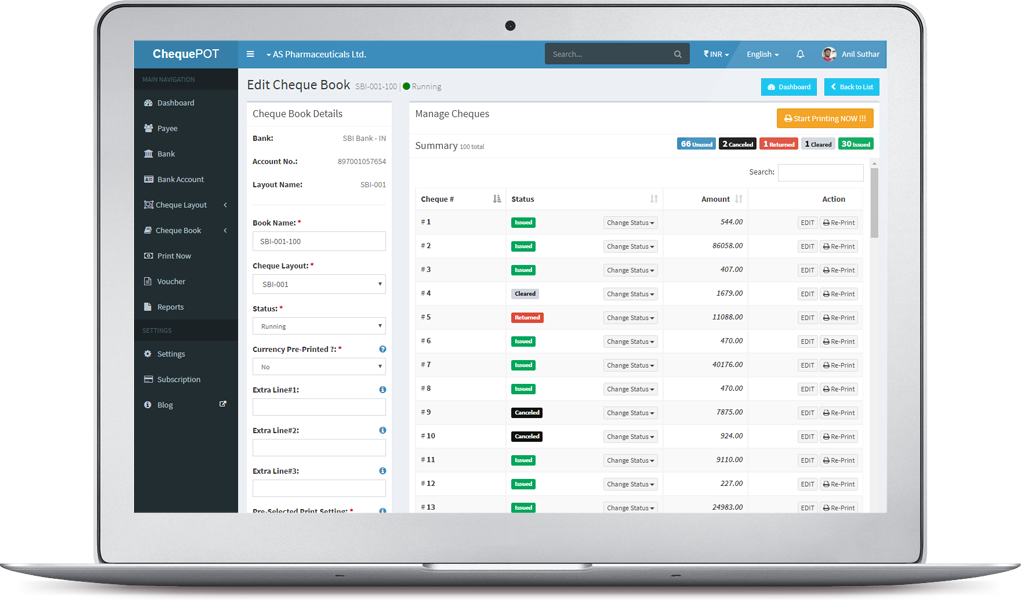 ChequePOT
AS Pharmaceuticals Ltd.
Search...
₹ INR
English
Anil Suthar
MAIN NAVIGATION
Dashboard
Payee
Bank
Bank Account
Cheque Layout
Cheque Book
Print Now
Voucher
Reports
SETTINGS
Settings
Subscription
Blog
Edit Cheque Book SBI-001-100 | Running
Dashboard
Back to List
Cheque Book Details
Bank: SBI Bank - IN
Account No.: 897001057654
Layout Name: SBI-001
Book Name: *
SBI-001-100
Cheque Layout: *
SBI-001
Status: *
Running
Currency Pre-Printed ?: *
No
Extra Line#1:
Extra Line#2:
Extra Line#3:
Pre-Selected Print Setting: *
Manage Cheques
Start Printing NOW !!!
Summary 100 total
66 Unused
2 Canceled
1 Returned
1 Cleared
30 Issued
Search:
Cheque # Status Amount Action
# 1 Issued Change Status 544.00 EDIT Re-Print
# 2 Issued Change Status 86058.00 EDIT Re-Print
# 3 Issued Change Status 407.00 EDIT Re-Print
# 4 Cleared Change Status 1679.00 EDIT Re-Print
# 5 Returned Change Status 11088.00 EDIT Re-Print
# 6 Issued Change Status 470.00 EDIT Re-Print
# 7 Issued Change Status 40176.00 EDIT Re-Print
# 8 Issued Change Status 470.00 EDIT Re-Print
# 9 Canceled Change Status 7875.00 EDIT Re-Print
# 10 Canceled Change Status 924.00 EDIT Re-Print
# 11 Issued Change Status 9110.00 EDIT Re-Print
# 12 Issued Change Status 227.00 EDIT Re-Print
# 13 Issued Change Status 24983.00 EDIT Re-Print